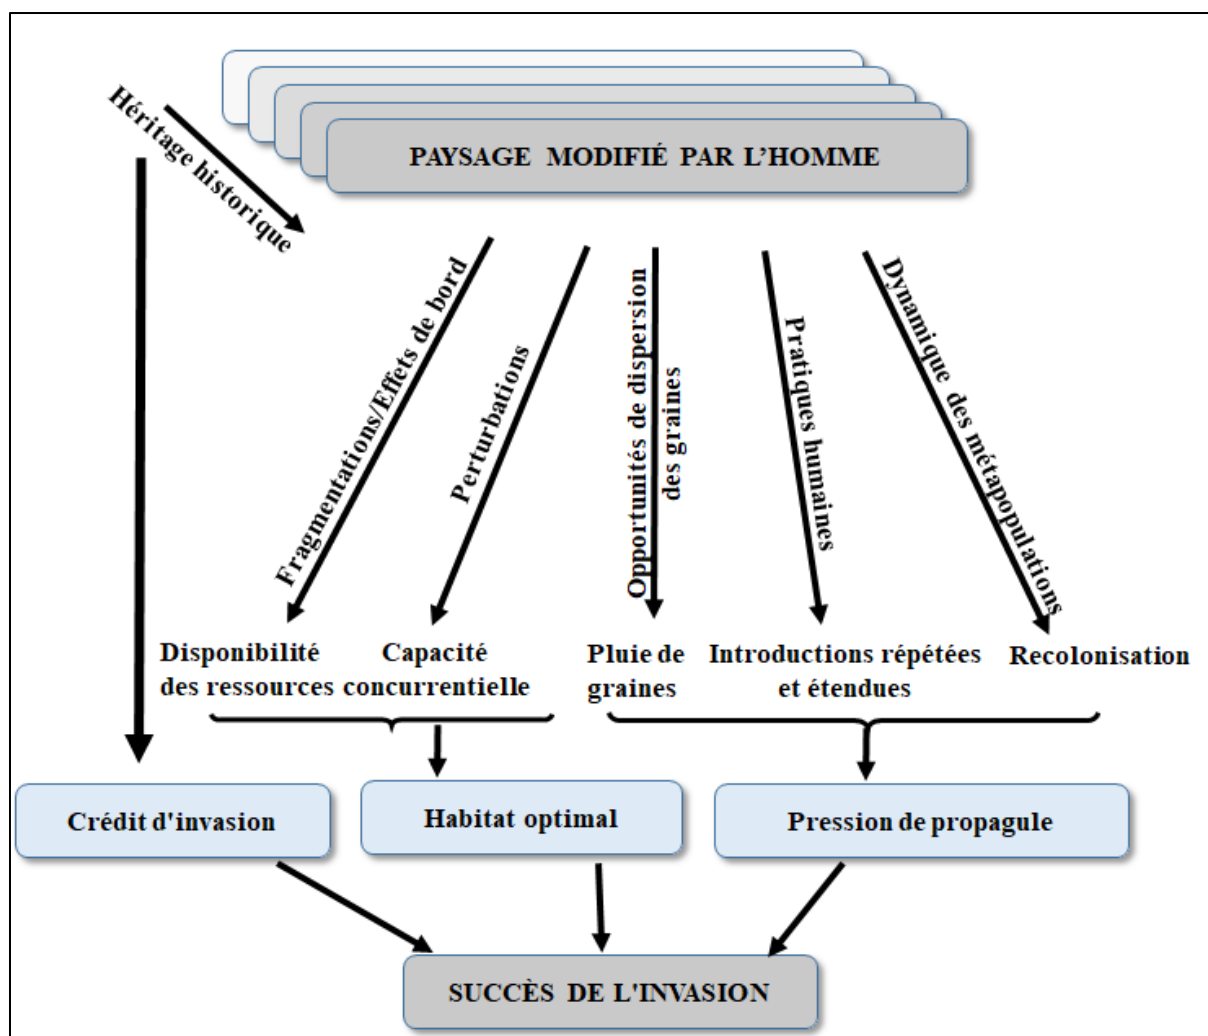 PAYSAGE MODIFIÉ PAR L’HOMME
Héritage historique
Fragmentations/Effets de bord
Perturbations
Opportunités de dispersion
des graines
Pratiques humaines
Dynamique des métapopulations
Disponibilité
des ressources
Capacité
concurrentielle
Pluie de
graines
Introductions répétées
et étendues
Recolonisation
Crédit d'invasion
Habitat optimal
Pression de propagule
SUCCÈS DE L'INVASION